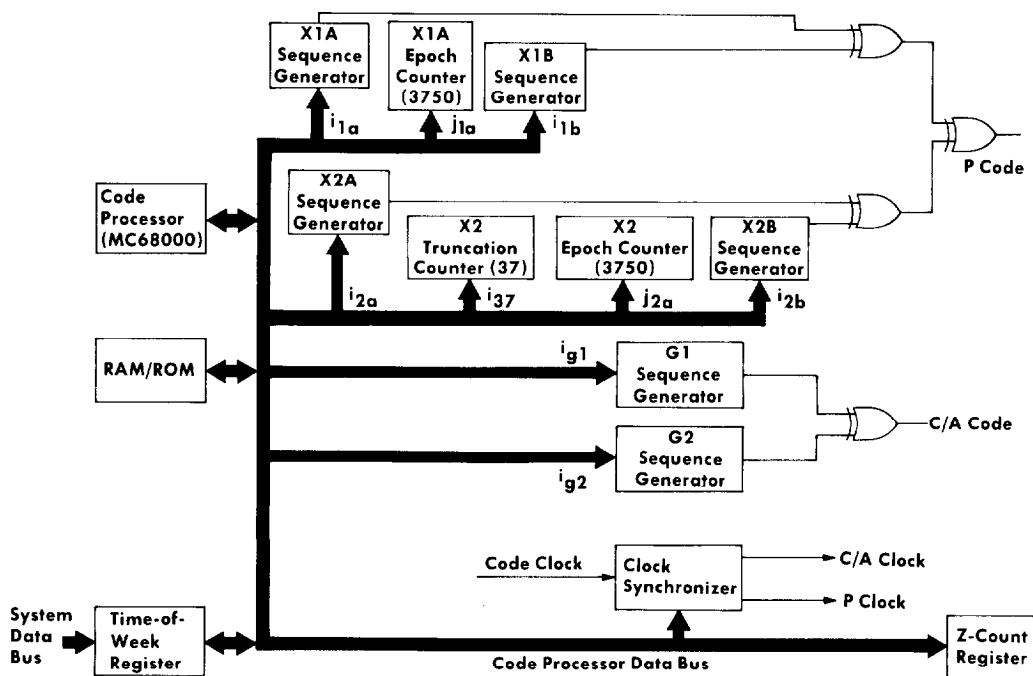 X1A
Sequence
Generator
X1A
Epoch
Counter
(3750)
X1B
Sequence
Generator
i1a
j1a
i1b
P Code
Code
Processor
(MC68000)
X2A
Sequence
Generator
X2
Truncation
Counter (37)
X2
Epoch Counter
(3750)
X2B
Sequence
Generator
i2a
i37
j2a
i2b
RAM/ROM
ig1
G1
Sequence
Generator
C/A Code
ig2
G2
Sequence
Generator
Code Clock
Clock
Synchronizer
C/A Clock
P Clock
System
Data
Bus
Time-of-
Week
Register
Code Processor Data Bus
Z-Count
Register